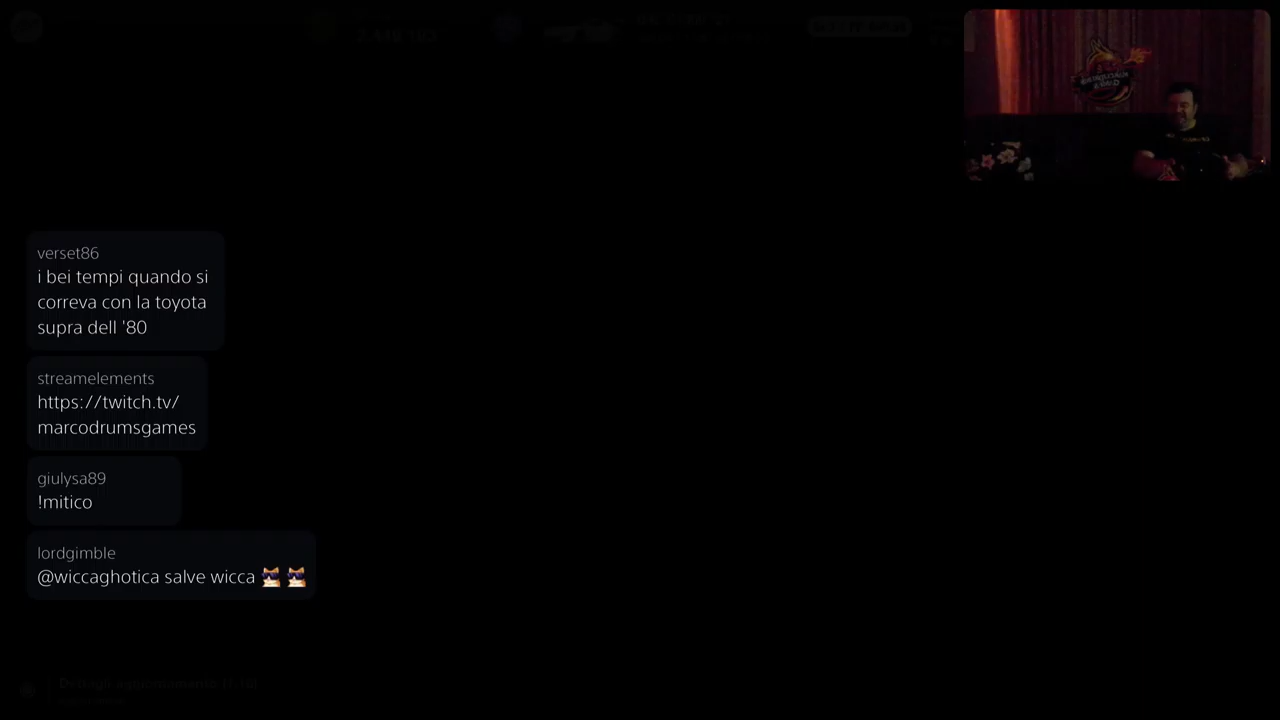 verset86
i bei tempi quando si
correva con la toyota
supra dell '80
streamelements
https://twitch.tv/
marcodrumsgames
giulysa89
!mitico
lordgimble
@wiccaghotica salve wicca